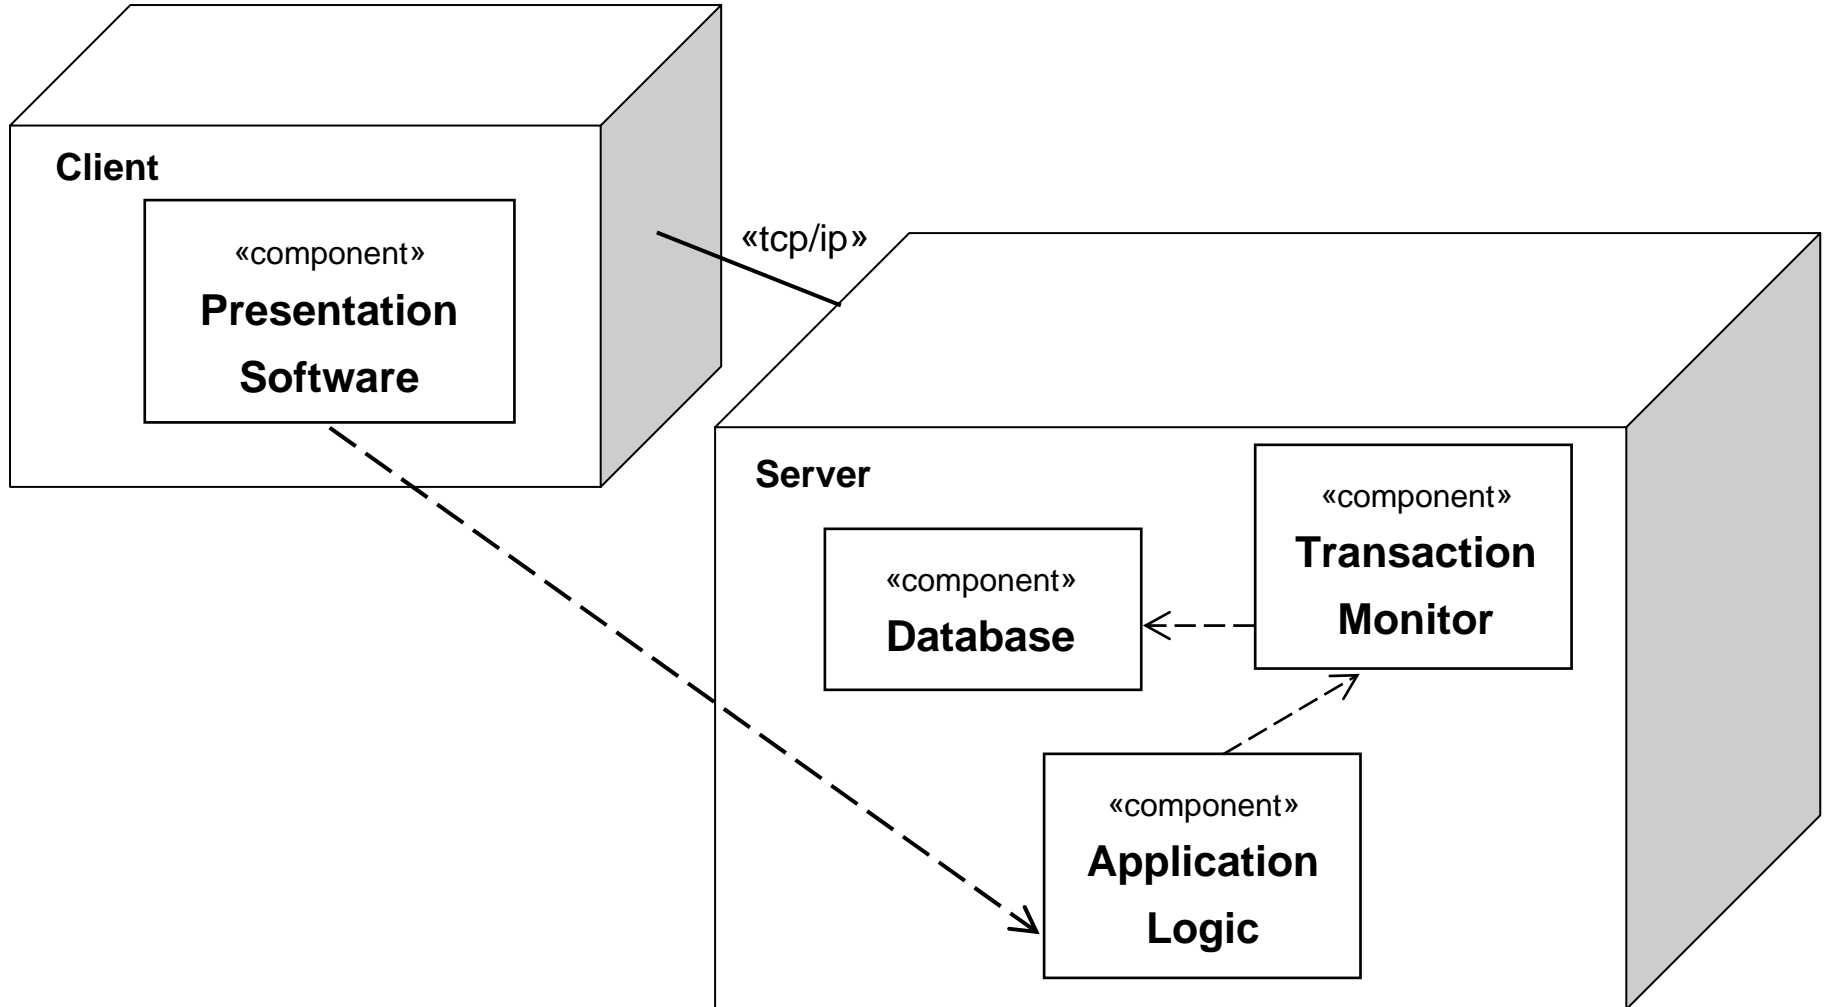 Client
«component»
Presentation
Software
«tcp/ip»
Server
«component»
Database
«component»
Transaction
Monitor
«component»
Application
Logic